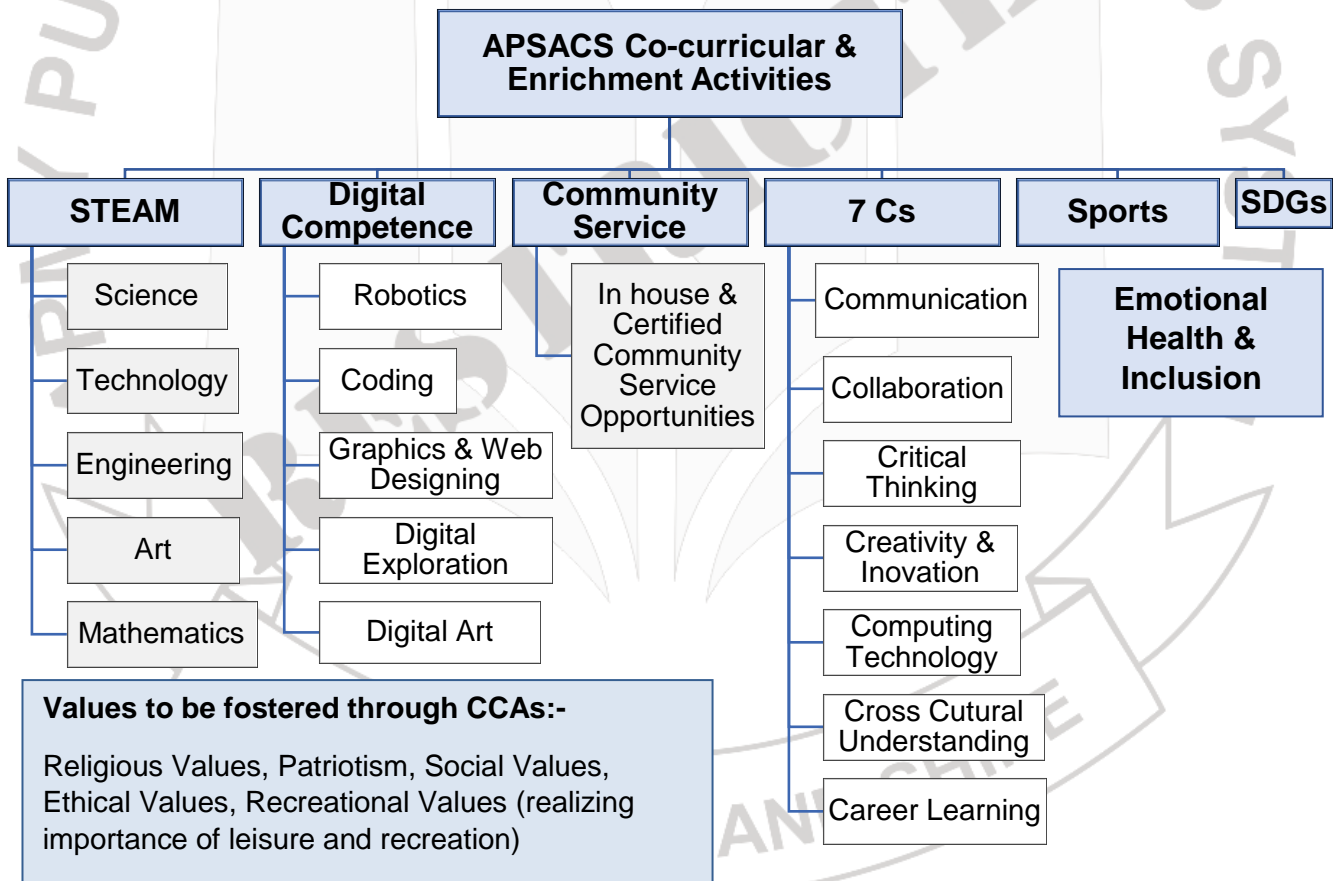 APSACS Co-curricular &
Enrichment Activities
STEAM
Science
Technology
Engineering
Art
Mathematics
Digital
Competence
Robotics
Coding
Graphics & Web
Designing
Digital
Exploration
Digital Art
Community
Service
In house &
Certified
Community
Service
Opportunities
7 Cs
Communication
Collaboration
Critical
Thinking
Creativity &
Inovation
Computing
Technology
Cross Cutural
Understanding
Career Learning
Sports
SDGs
Emotional
Health &
Inclusion
Values to be fostered through CCAs:-
Religious Values, Patriotism, Social Values,
Ethical Values, Recreational Values (realizing
importance of leisure and recreation)